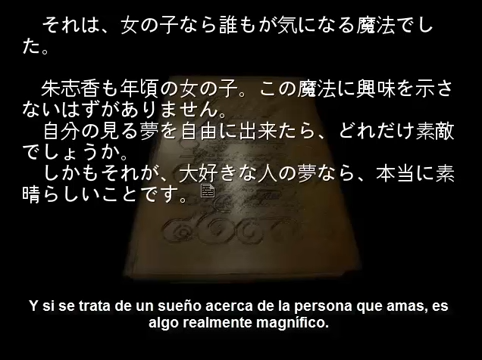 それは、女の子なら誰もが気になる魔法でし
た。
朱志香も年頃の女の子。この魔法に興味を示さ
ないはずがありません。
自分の見る夢を自由に出来たら、どれだけ素敵
でしょうか。
しかもそれが、大好きな人の夢なら、本当に素
晴らしいことです。
Y si se trata de un sueño acerca de la persona que amas, es
algo realmente magnífico.